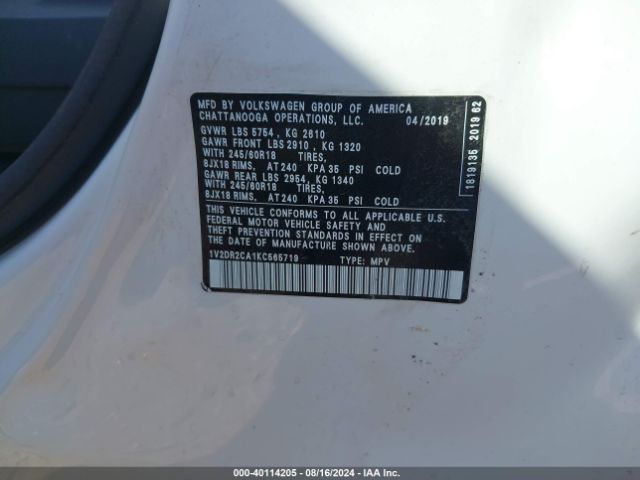 MFD BY VOLKSWAGEN GROUP OF AMERICA
CHATTANOOGA OPERATIONS, LLC. 04/2019
GVWR LBS 5754, KG 2610
GAWR FRONT LBS 2910, KG 1320
WITH 245/60R18 TIRES,
8JX18 RIMS, AT 240 KPA 35 PSI COLD
GAWR REAR LBS 2954, KG 1340
WITH 245/60R18 TIRES,
8JX18 RIMS, AT 240 KPA 35 PSI COLD
THIS VEHICLE CONFORMS TO ALL APPLICABLE U.S.
FEDERAL MOTOR VEHICLE SAFETY AND
THEFT PREVENTION STANDARDS IN EFFECT ON
THE DATE OF MANUFACTURE SHOWN ABOVE.
1V2DR2CA1KC565719 TYPE: MPV
1819135 2019 62
000-40114205 - 08/16/2024 - IAA Inc.